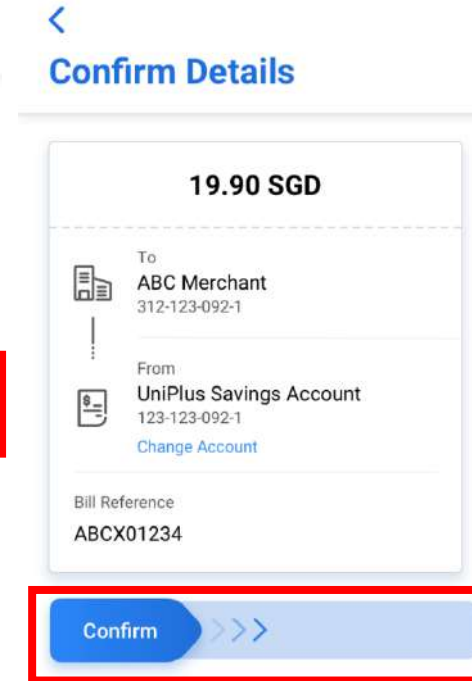 Confirm Details
19.90 SGD
To
ABC Merchant
312-123-092-1
From
UniPlus Savings Account
123-123-092-1
Change Account
Bill Reference
ABCX01234
Confirm